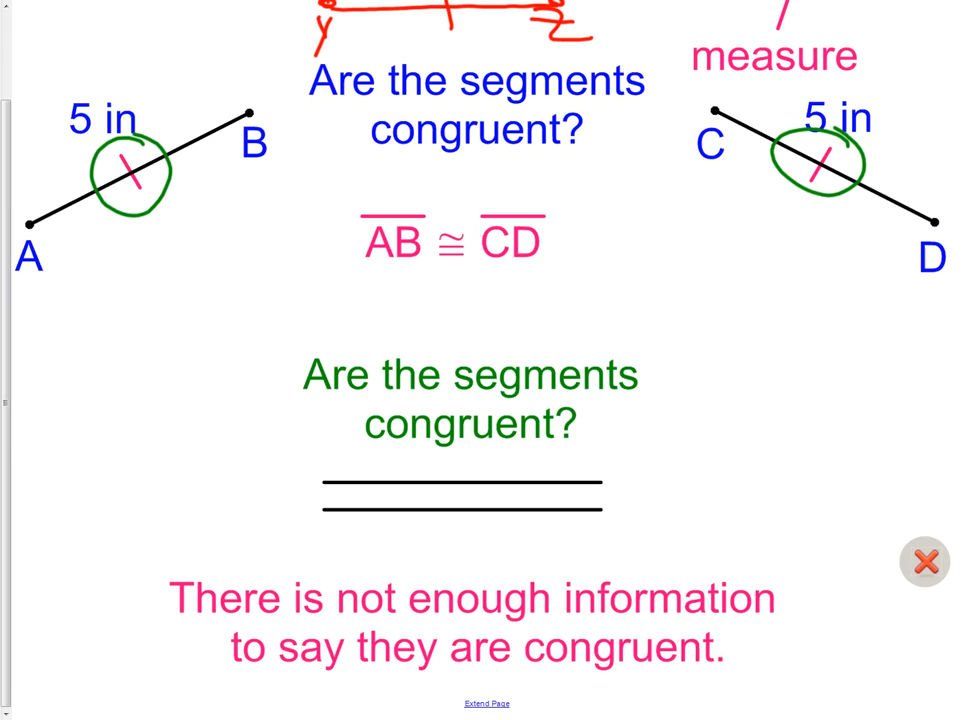 Y Z
measure
Are the segments
congruent?
5 in
B
A
C
5 in
D
AB ≅ CD
Are the segments
congruent?
There is not enough information
to say they are congruent.
Extend Page